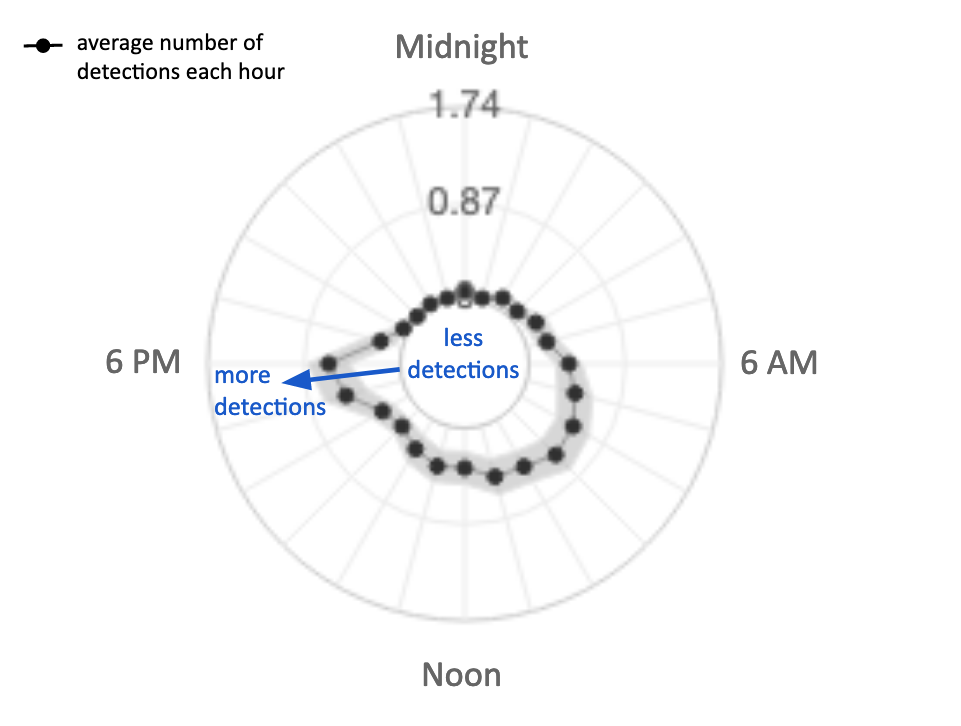 average number of
detections each hour
Midnight
1.74
0.87
0
less
detections
6 PM
more
detections
6 AM
Noon